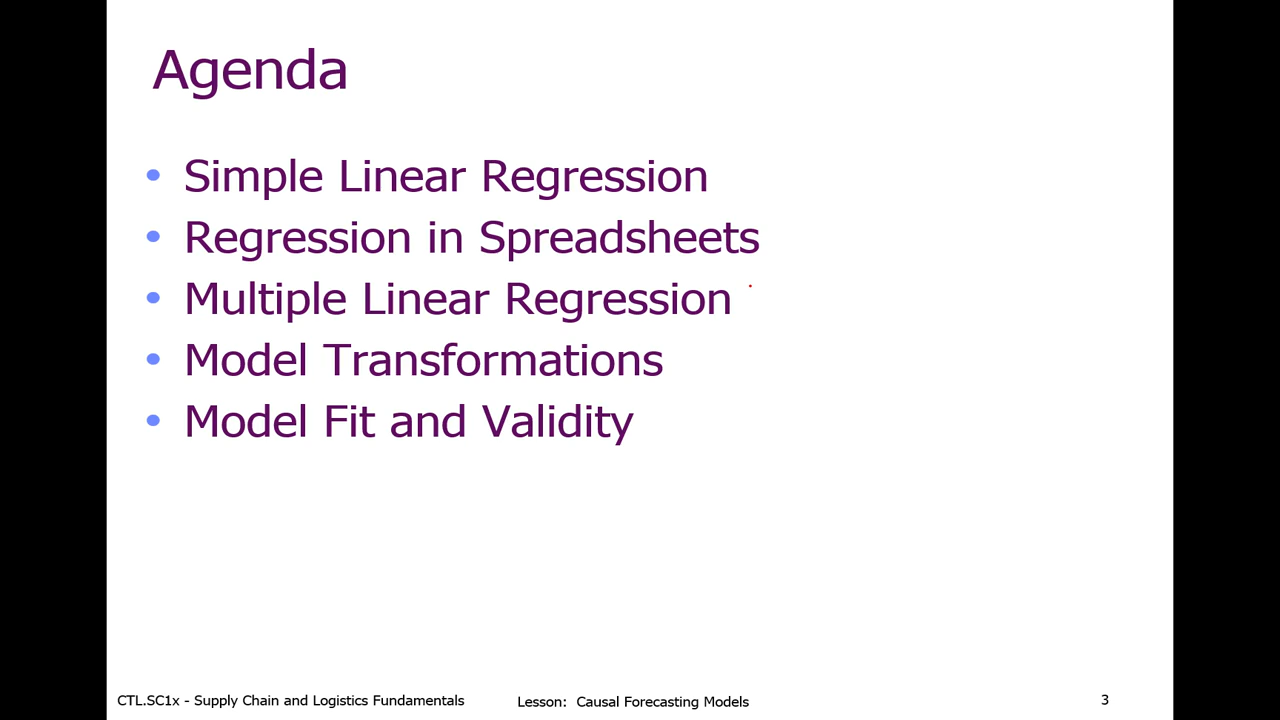 Agenda
• Simple Linear Regression
• Regression in Spreadsheets
• Multiple Linear Regression
• Model Transformations
• Model Fit and Validity
CTL.SC1x - Supply Chain and Logistics Fundamentals
Lesson: Causal Forecasting Models
3